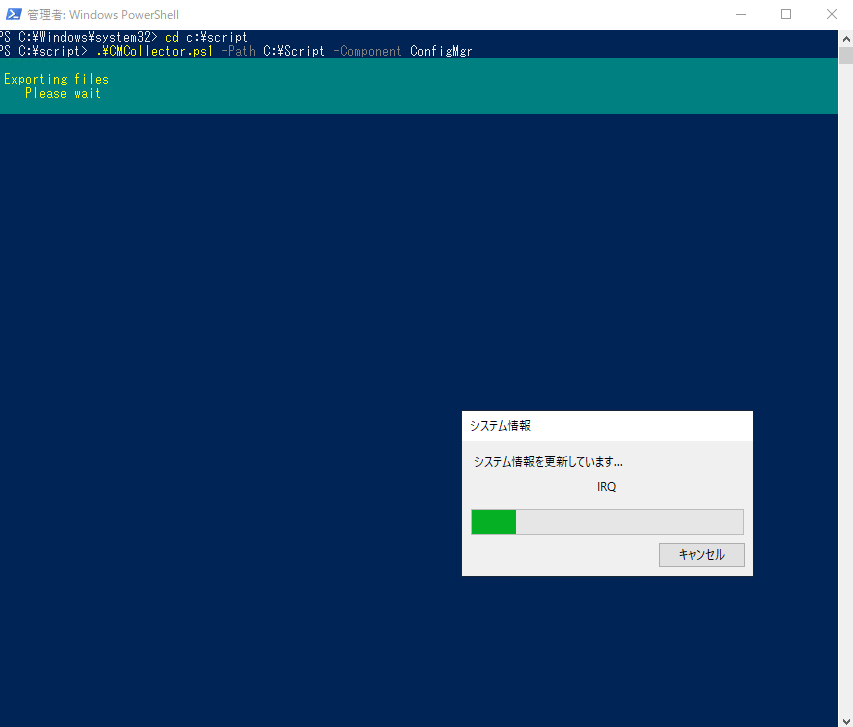 管理者: Windows PowerShell
PS C:¥Windows¥system32> cd c:¥script
PS C:¥script> .¥CMCollector.ps1 -Path C:¥Script -Component ConfigMgr
Exporting files
Please wait
システム情報
システム情報を更新しています...
IRQ
キャンセル